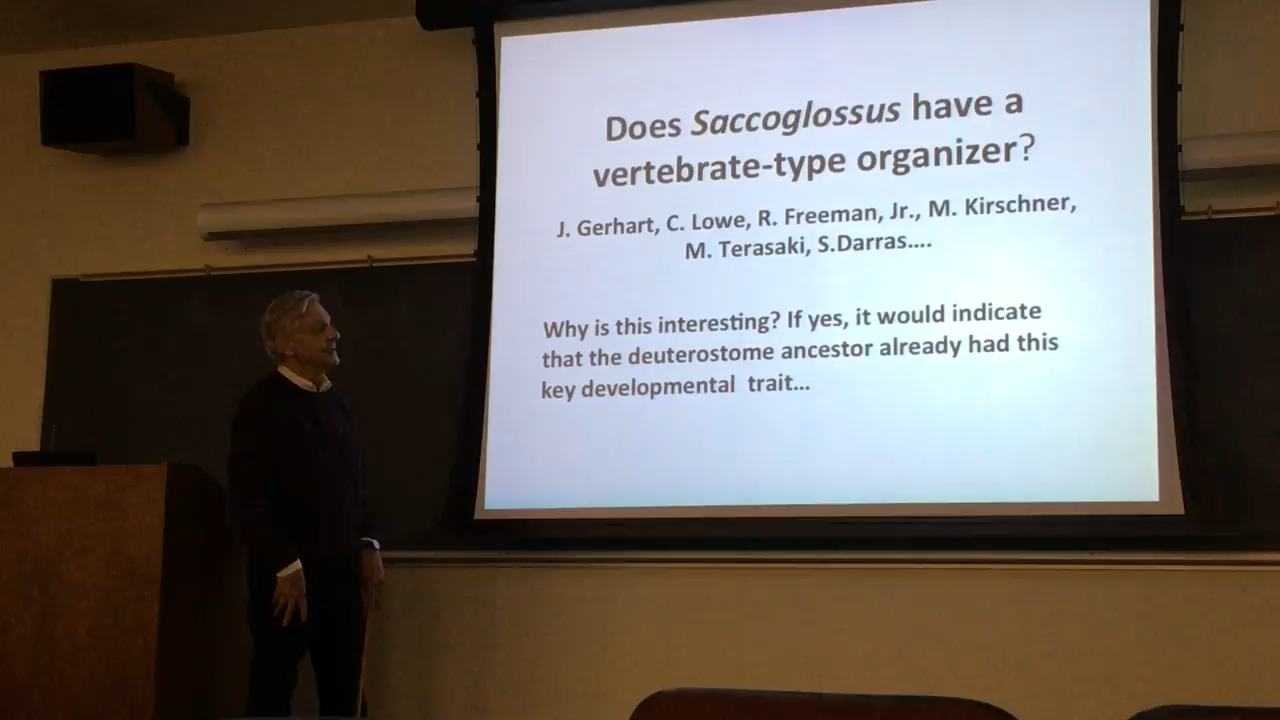 Does Saccoglossus have a
vertebrate-type organizer?
J. Gerhart, C. Lowe, R. Freeman, Jr., M. Kirschner,
M. Terasaki, S.Darras....
Why is this interesting? If yes, it would indicate
that the deuterostome ancestor already had this
key developmental trait...